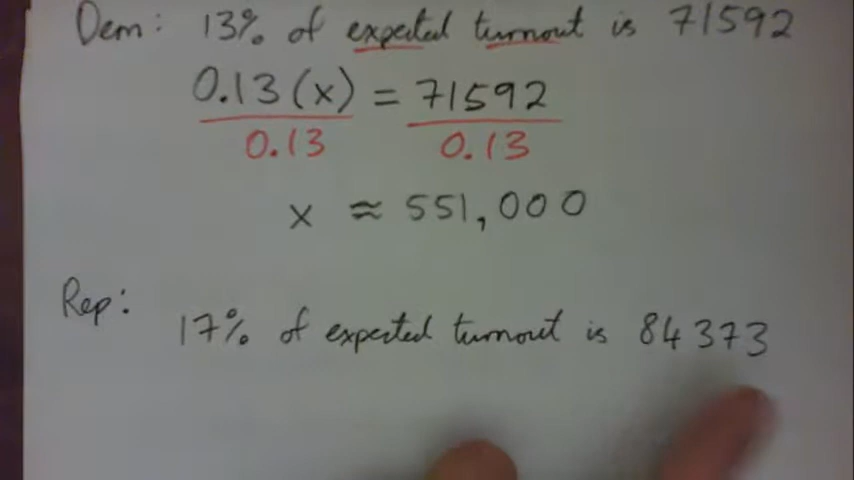 Dem: 13% of expected turnout is 71592
0.13(x) = 71592
0.13 0.13
x ≈ 551,000
Rep:
17% of expected turnout is 84373